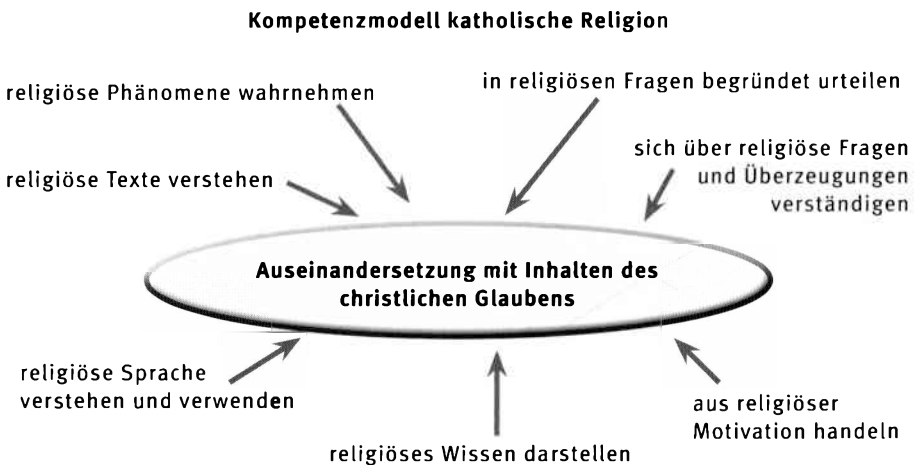 Kompetenzmodell katholische Religion
religiöse Phänomene wahrnehmen
in religiösen Fragen begründet urteilen
sich über religiöse Fragen
und Überzeugungen
verständigen
religiöse Texte verstehen
Auseinandersetzung mit Inhalten des
christlichen Glaubens
religiöse Sprache
verstehen und verwenden
religiöses Wissen darstellen
aus religiöser
Motivation handeln